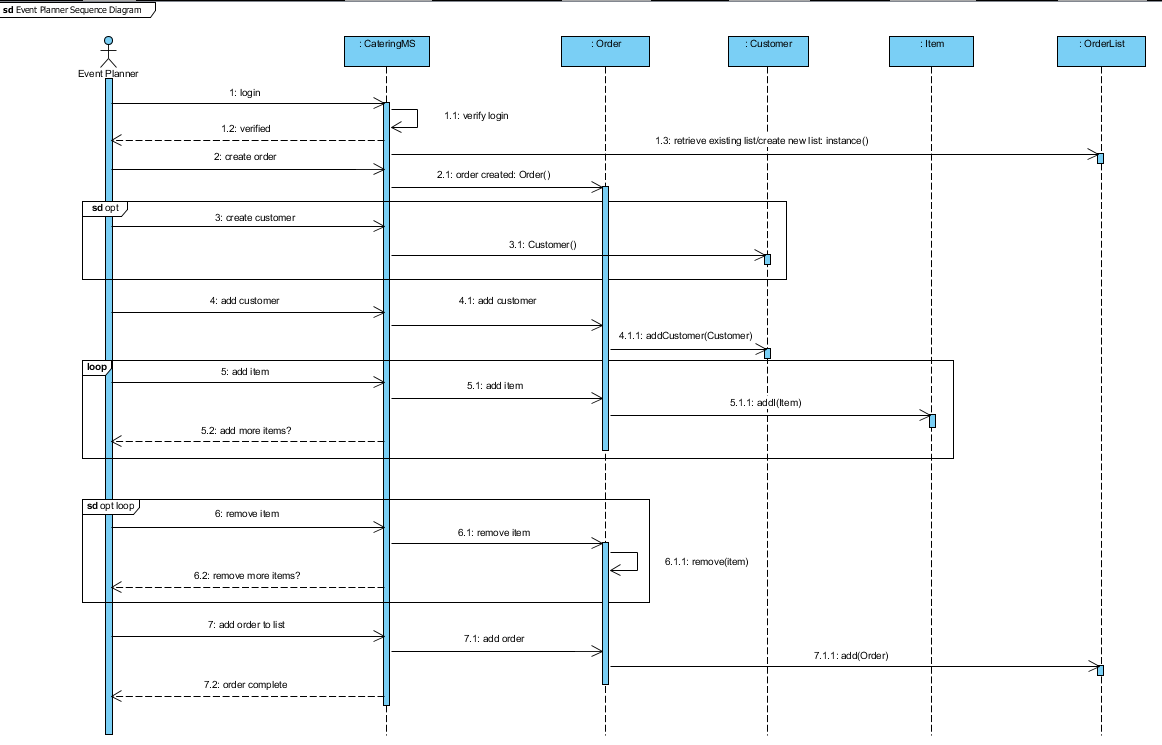 sd Event Planner Sequence Diagram
: CateringMS
: Order
: Customer
: Item
: OrderList
Event Planner
1: login
1.1: verify login
1.2: verified
1.3: retrieve existing list/create new list: instance()
2: create order
2.1: order created: Order()
sd opt
3: create customer
3.1: Customer()
4: add customer
4.1: add customer
4.1.1: addCustomer(Customer)
loop
5: add item
5.1: add item
5.1.1: addI(Item)
5.2: add more items?
sd opt loop
6: remove item
6.1: remove item
6.1.1: remove(item)
6.2: remove more items?
7: add order to list
7.1: add order
7.1.1: add(Order)
7.2: order complete